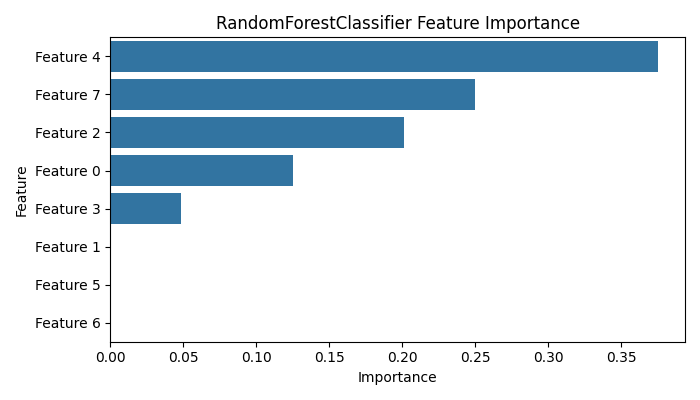 RandomForestClassifier Feature Importance
Feature 4
Feature 7
Feature 2
Feature 0
Feature 3
Feature 1
Feature 5
Feature 6
Feature
0.00 0.05 0.10 0.15 0.20 0.25 0.30 0.35
Importance